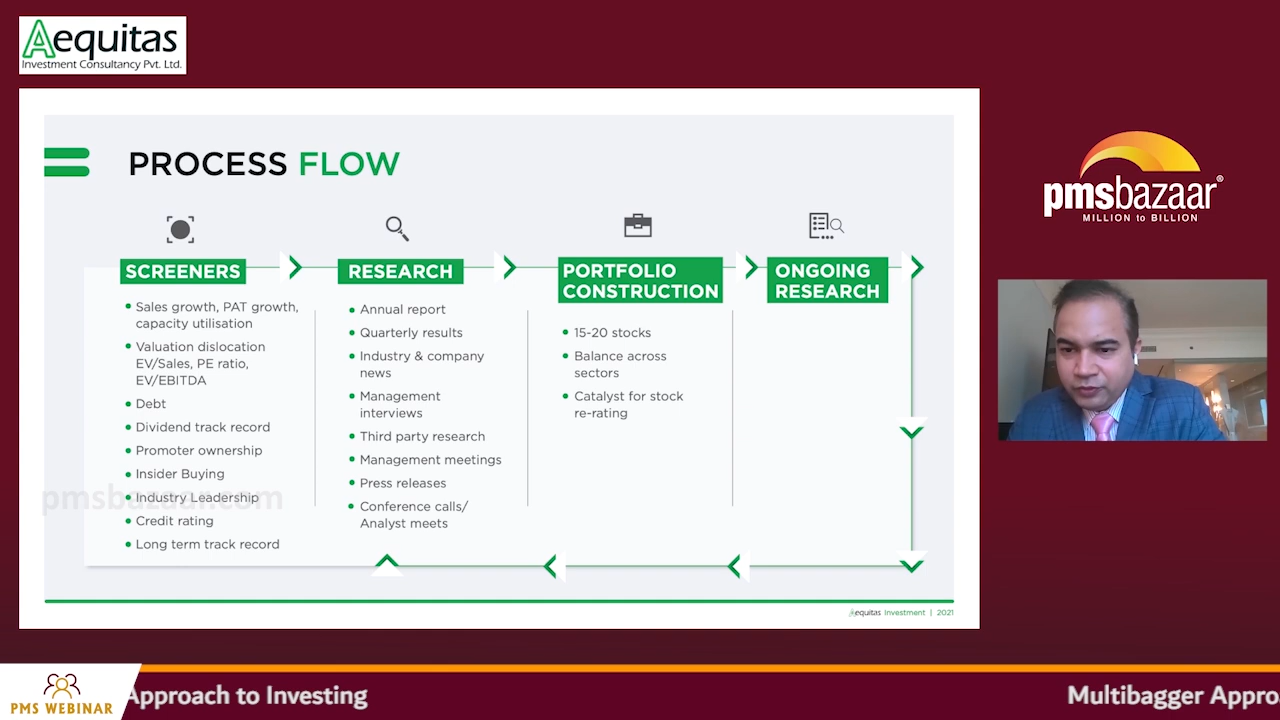 Aequitas
Investment Consultancy Pvt. Ltd.
PROCESS FLOW
SCREENERS
• Sales growth, PAT growth,
capacity utilisation
• Valuation dislocation
EV/Sales, PE ratio,
EV/EBITDA
• Debt
• Dividend track record
• Promoter ownership
• Insider Buying
• Industry Leadership
• Credit rating
• Long term track record
RESEARCH
• Annual report
• Quarterly results
• Industry & company
news
• Management
interviews
• Third party research
• Management meetings
• Press releases
• Conference calls/
Analyst meets
PORTFOLIO
CONSTRUCTION
• 15-20 stocks
• Balance across
sectors
• Catalyst for stock
re-rating
ONGOING
RESEARCH
pmsbazaar.com
Aequitas Investment | 2021
pmsbazaar®
MILLION to BILLION
PMS WEBINAR
Approach to Investing
Multibagger Appro